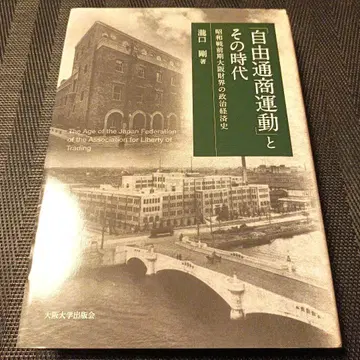 「自由通商運動」と
その時代
昭和戦前期大阪財界の政治経済史
瀧口 剛 著
The Age of the Japan Federation
of the Association for Liberty of
Trading
大阪大学出版会